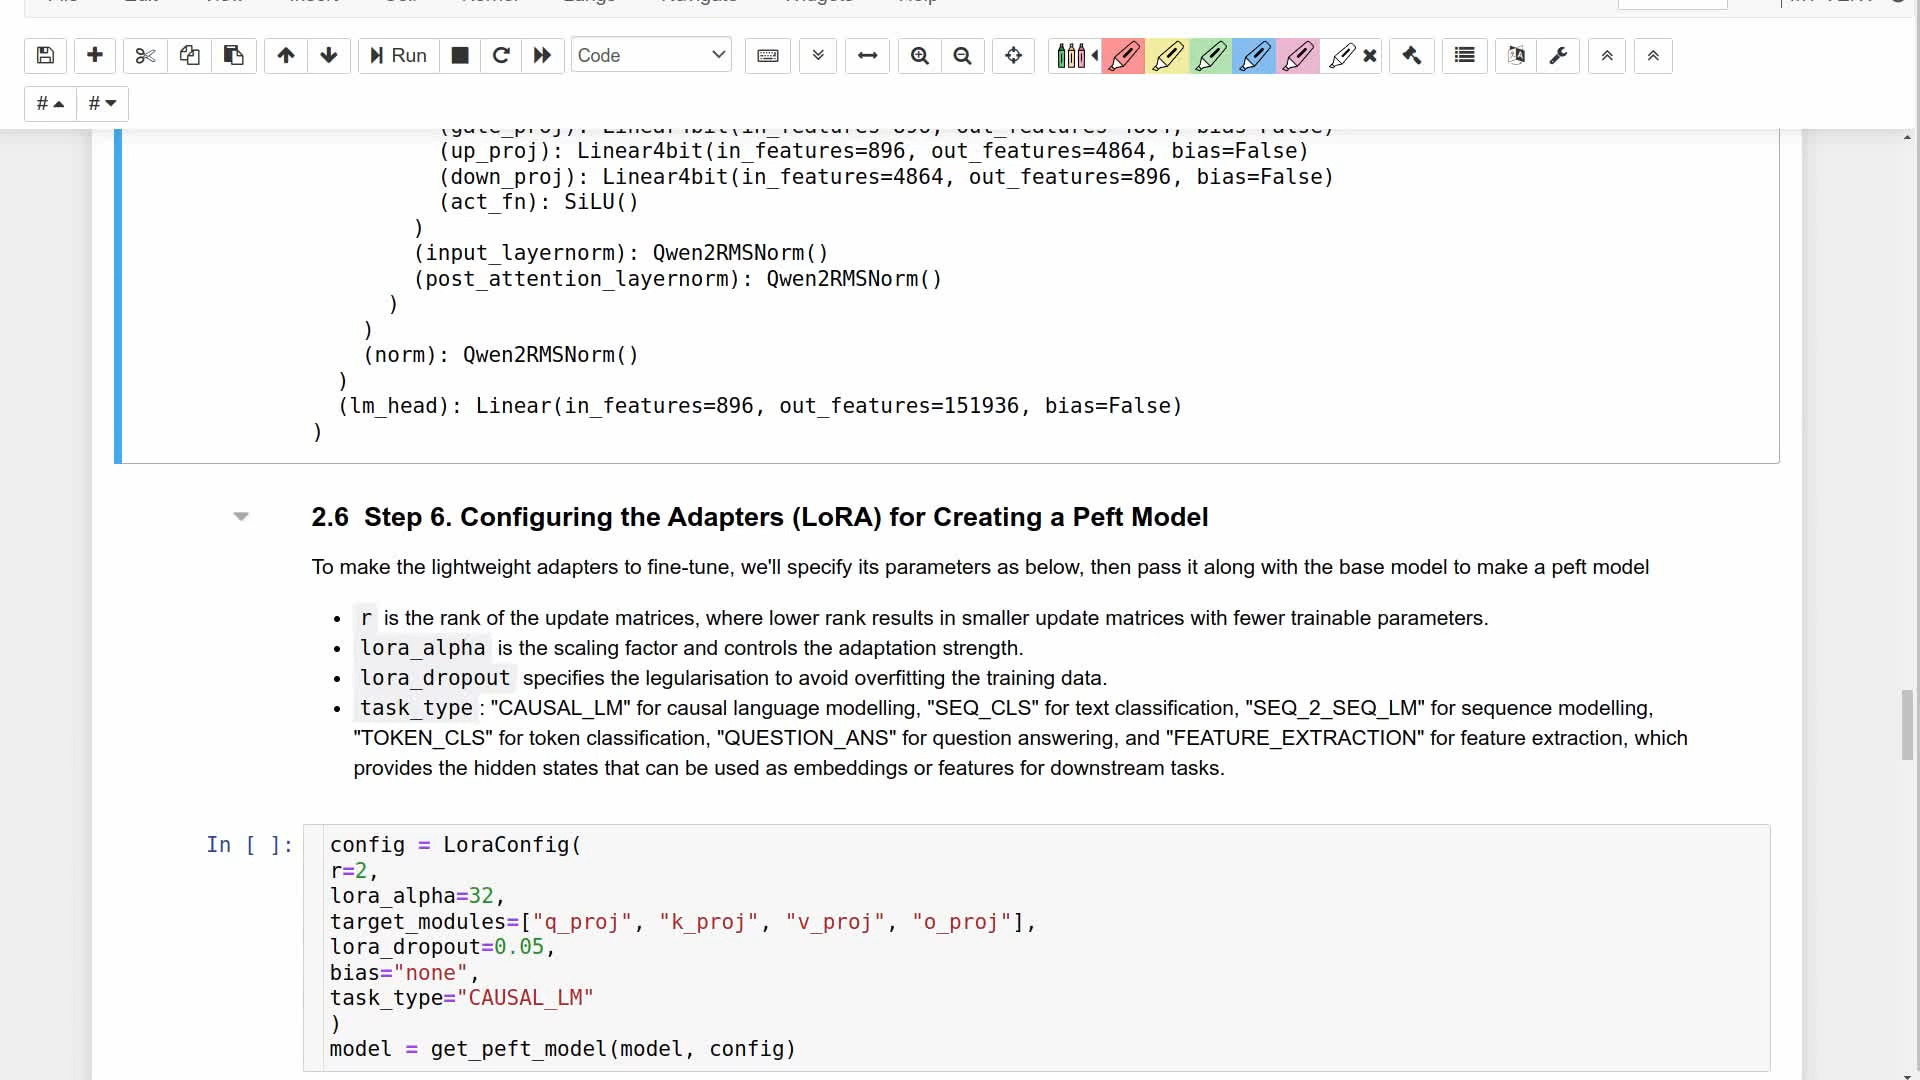 Run
Code
#
#
(up_proj): Linear4bit(in_features=896, out_features=4864, bias=False)
(down_proj): Linear4bit(in_features=4864, out_features=896, bias=False)
(act_fn): SiLU()
)
(input_layernorm): Qwen2RMSNorm()
(post_attention_layernorm): Qwen2RMSNorm()
)
)
(norm): Qwen2RMSNorm()
)
(lm_head): Linear(in_features=896, out_features=151936, bias=False)
)
2.6 Step 6. Configuring the Adapters (LoRA) for Creating a Peft Model
To make the lightweight adapters to fine-tune, we'll specify its parameters as below, then pass it along with the base model to make a peft model
• r is the rank of the update matrices, where lower rank results in smaller update matrices with fewer trainable parameters.
• lora_alpha is the scaling factor and controls the adaptation strength.
• lora_dropout specifies the legularisation to avoid overfitting the training data.
• task_type : "CAUSAL_LM" for causal language modelling, "SEQ_CLS" for text classification, "SEQ_2_SEQ_LM" for sequence modelling,
"TOKEN_CLS" for token classification, "QUESTION_ANS" for question answering, and "FEATURE_EXTRACTION" for feature extraction, which
provides the hidden states that can be used as embeddings or features for downstream tasks.
In [ ]:
config = LoraConfig(
r=2,
lora_alpha=32,
target_modules=["q_proj", "k_proj", "v_proj", "o_proj"],
lora_dropout=0.05,
bias="none",
task_type="CAUSAL_LM"
)
model = get_peft_model(model, config)